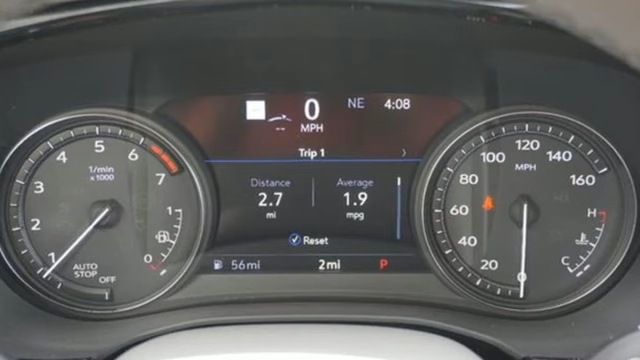 0 NE 4:08
-- MPH
Trip 1 >
Distance Average
2.7 1.9
mi mpg
Reset
56mi 2mi P
1 2 3 4 5 6 7
1/min
x1000
AUTO
STOP
OFF
1
0
0 20 40 60 80 100 120 140 160
MPH
H
C